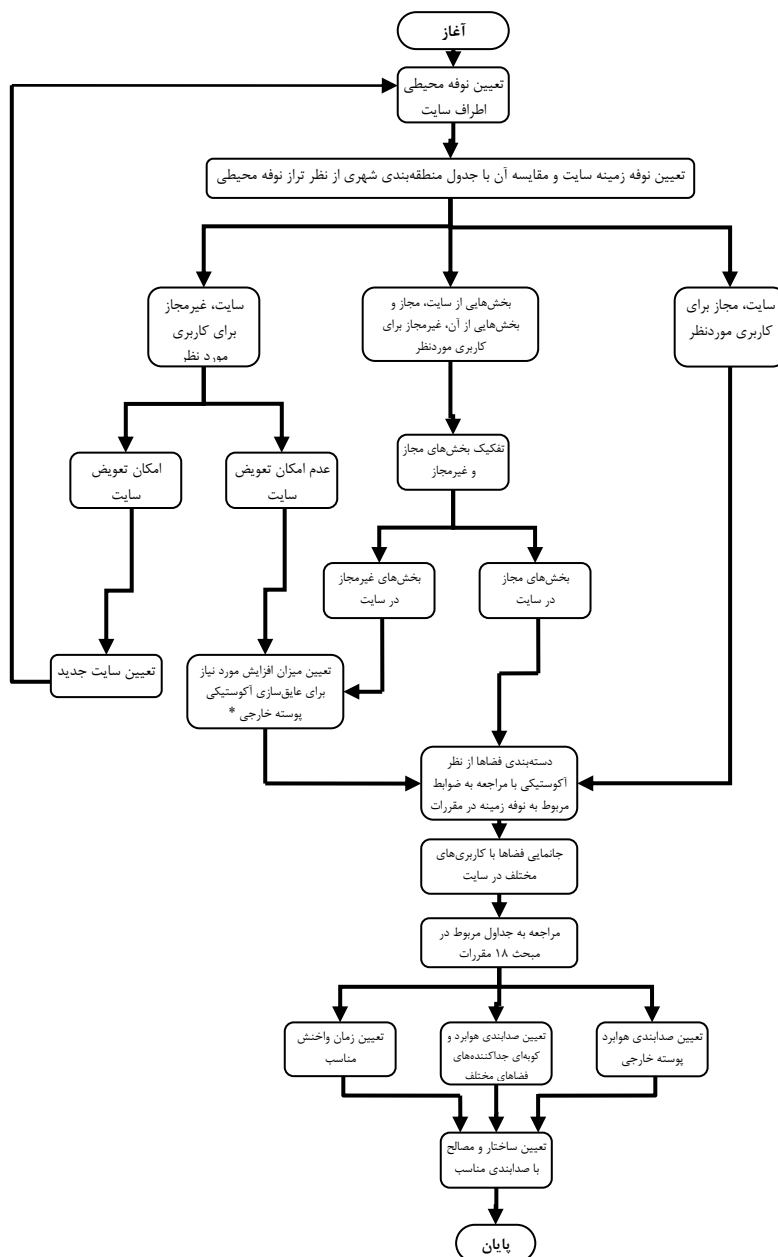 آغاز
تعیین نوفه محیطی
اطراف سایت
تعیین نوفه زمینه سایت و مقایسه آن با جدول منطقه‌بندی شهری از نظر تراز نوفه محیطی
سایت، مجاز برای
کاربری موردنظر
بخش‌هایی از سایت، مجاز و
بخش‌هایی از آن، غیرمجاز برای
کاربری موردنظر
سایت، غیرمجاز
برای کاربری
مورد نظر
تفکیک بخش‌های مجاز
و غیرمجاز
عدم امکان تعویض
سایت
امکان تعویض
سایت
بخش‌های مجاز
در سایت
بخش‌های غیرمجاز
در سایت
تعیین میزان افزایش مورد نیاز
برای عایق‌سازی آکوستیکی
پوسته خارجی *
تعیین سایت جدید
دسته‌بندی فضاها از نظر
آکوستیکی با مراجعه به ضوابط
مربوط به نوفه زمینه در مقررات
جانمایی فضاها با کاربری‌های
مختلف در سایت
مراجعه به جداول مربوط در
مبحث ۱۸ مقررات
تعیین صدابندی هوابرد
پوسته خارجی
تعیین صدابندی هوابرد و
کوبه‌ای جداکننده‌های
فضاهای مختلف
تعیین زمان واخنش
مناسب
تعیین ساختار و مصالح
با صدابندی مناسب
پایان